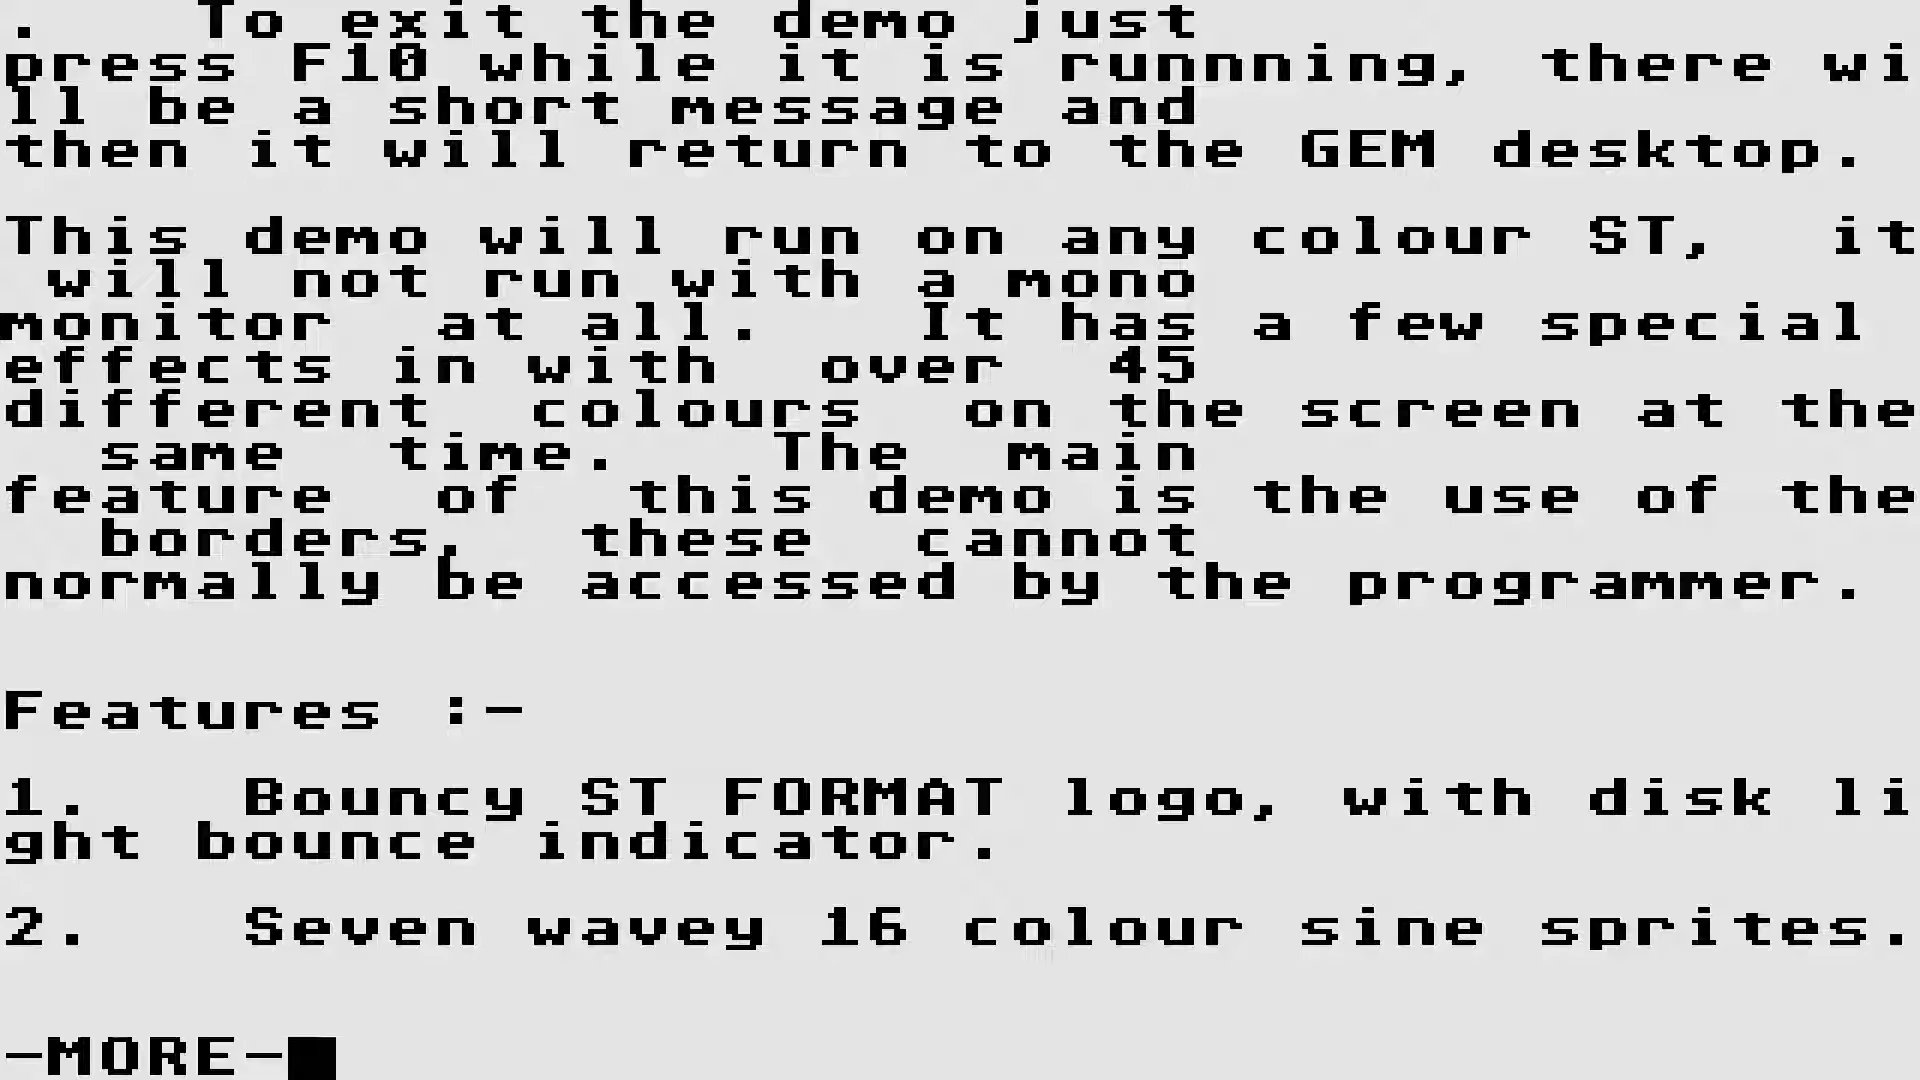 .   To exit the demo just
press F10 while it is runnning, there wi
ll be a short message and
then it will return to the GEM desktop.
This demo will run on any colour ST,  it
 will not run with a mono
monitor  at all.   It has a few special
effects in with  over  45
different  colours  on the screen at the
  same  time.   The  main
feature  of  this demo is the use of the
  borders,  these  cannot
normally be accessed by the programmer.
Features :-
1.   Bouncy ST FORMAT logo, with disk li
ght bounce indicator.
2.   Seven wavey 16 colour sine sprites.
-MORE-